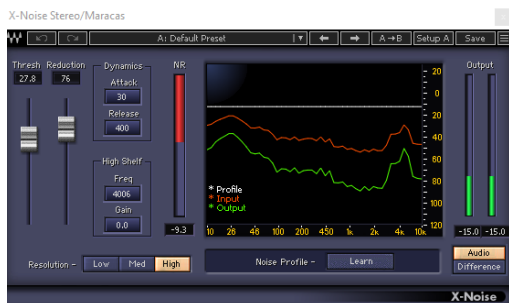 X-Noise Stereo/Maracas
A: Default Preset
A→B
Setup A
Save
Thresh
Reduction
27.8
76
Dynamics
Attack
30
Release
400
High Shelf
Freq
4006
Gain
0.0
NR
-9.3
20
0
20
40
60
80
100
120
* Profile
* Input
* Output
10 26 46 100 200 450 1k 2k 4k 10k
Output
-15.0 -15.0
Resolution -
Low
Med
High
Noise Profile -
Learn
Audio
Difference
X-Noise